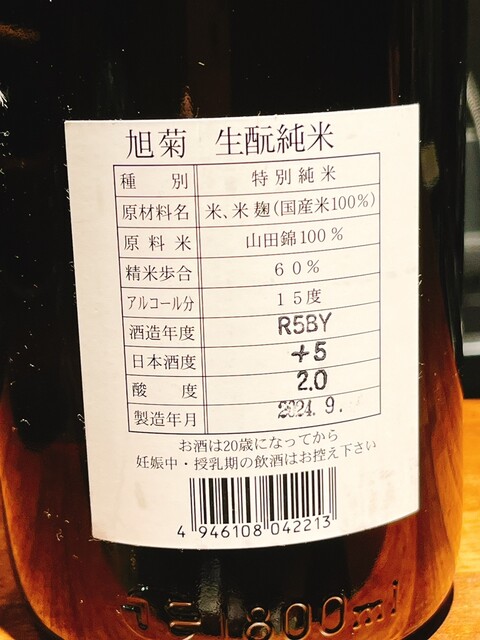 旭菊 生酛純米
種別 特別純米
原材料名 米、米麹(国産米100%)
原料米 山田錦100%
精米歩合 60%
アルコール分 15度
酒造年度 R5BY
日本酒度 +5
酸度 2.0
製造年月 2024.9.
お酒は20歳になってから
妊娠中・授乳期の飲酒はお控え下さい
4 946108 042213
1800ml